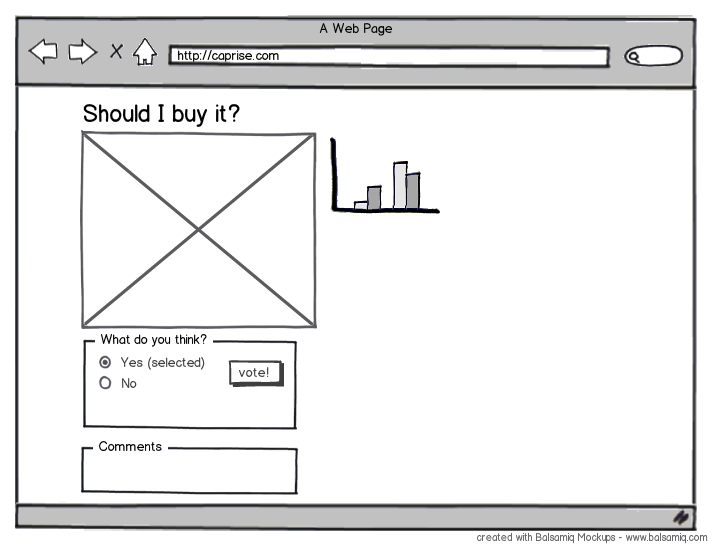 A Web Page
http://caprise.com
Should I buy it?
What do you think?
Yes (selected)
vote!
No
Comments
created with Balsamiq Mockups - www.balsamiq.com